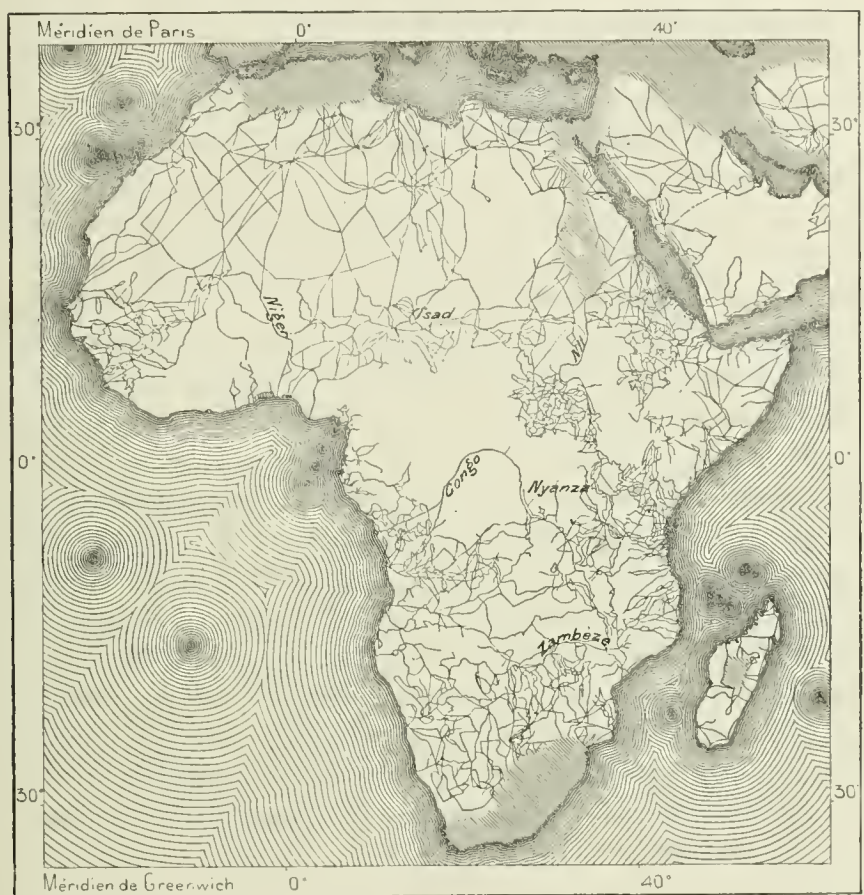 Méridien de Paris 0° 40°
30° 30°
Niger
Tsad
Nil
0° 0°
Congo
Nyanza
Zambèze
30° 30°
Méridien de Greenwich 0° 40°